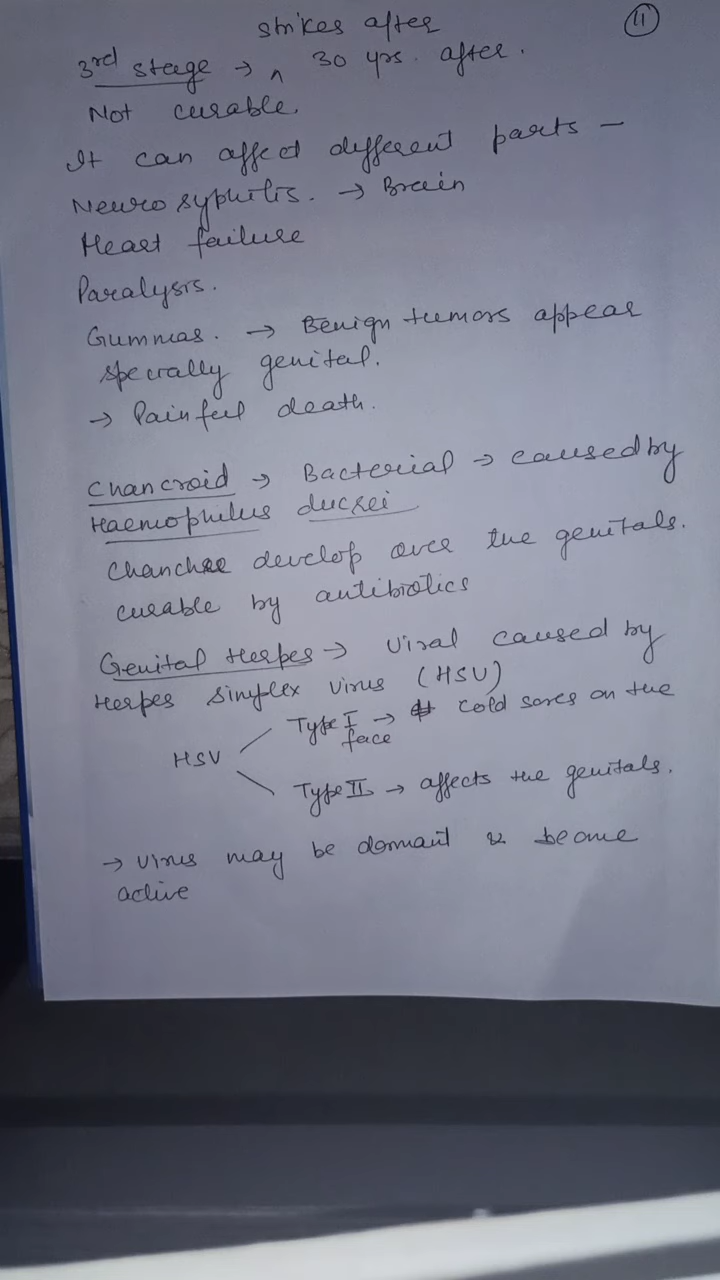 strikes after
11
3rd stage → ^ 30 yrs. after.
Not curable.
It can affect different parts -
Neuro syphilis. → Brain
Heart failure
Paralysis.
Gummas. → Benign tumors appear
specially genital.
→ Painful death.
Chancroid → Bacterial → caused by
Haemophilus ducrei
Chanchre develop over the genitals.
curable by antibiotics
Genital Herpes → Viral caused by
Herpes Simplex Virus (HSV)
Type I → cold sores on the
face
HSV
Type II → affects the genitals.
→ Virus may be domant & beome
active